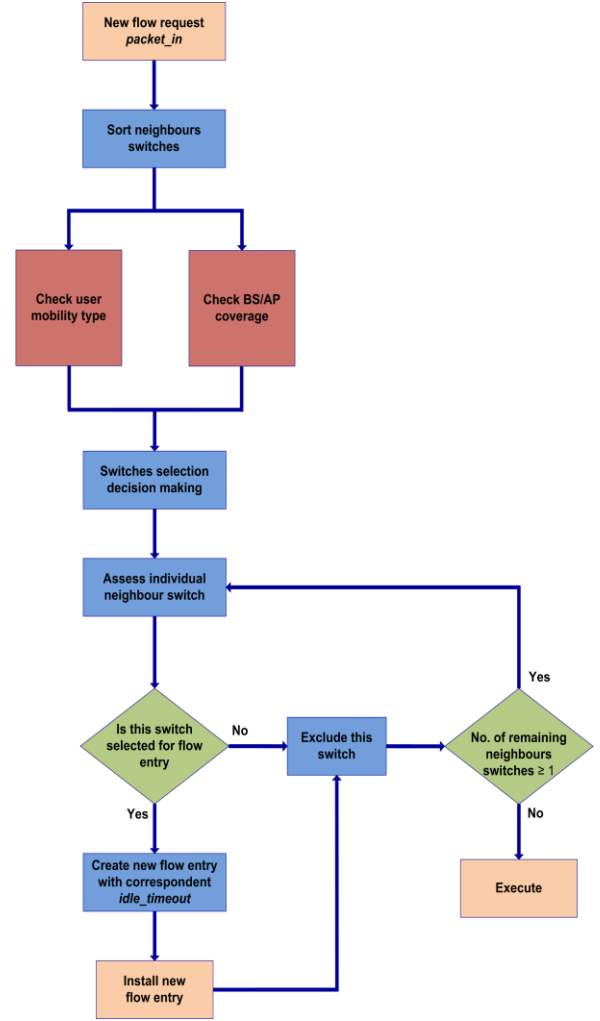 New flow request
packet_in
Sort neighbours
switches
Check user
mobility type
Check BS/AP
coverage
Switches selection
decision making
Assess individual
neighbour switch
Yes
Is this switch
selected for flow
entry
No
Exclude this
switch
No. of remaining
neighbours
switches ≥ 1
Yes
No
Create new flow entry
with correspondent
idle_timeout
Execute
Install new
flow entry